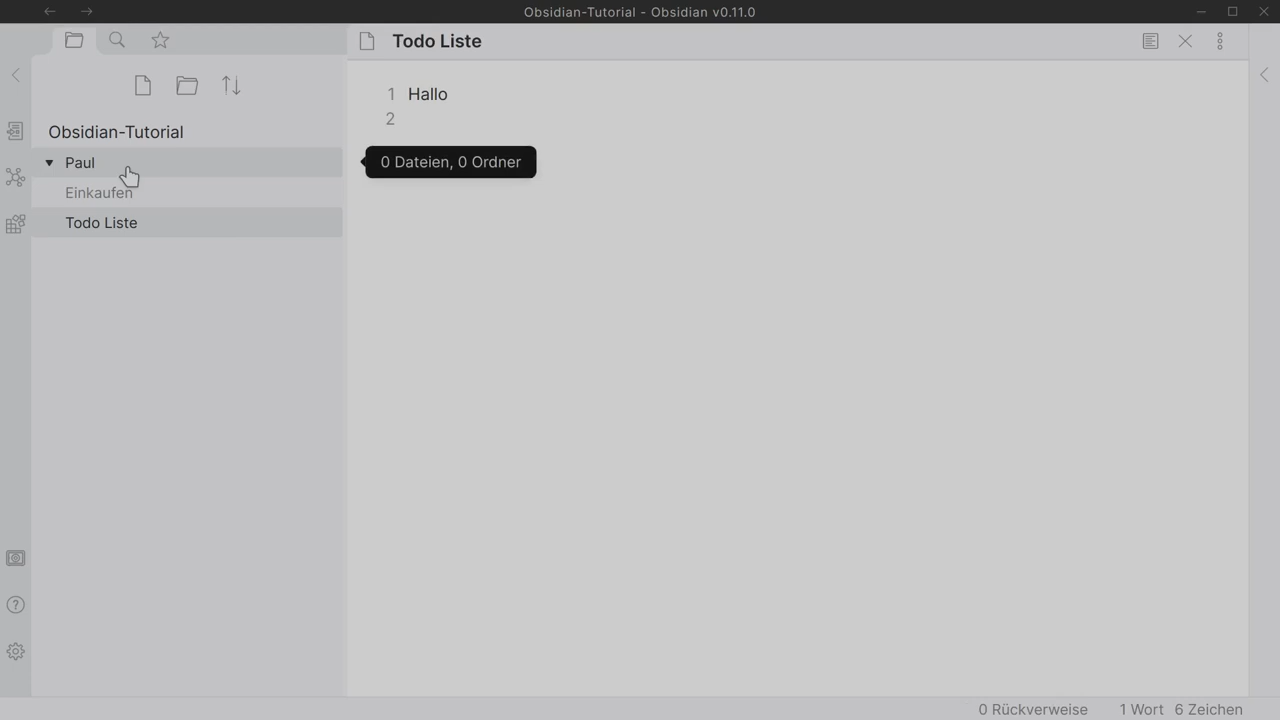 Obsidian-Tutorial - Obsidian v0.11.0
Todo Liste
Obsidian-Tutorial
Paul
Einkaufen
Todo Liste
1 Hallo
2
0 Dateien, 0 Ordner
0 Rückverweise 1 Wort 6 Zeichen